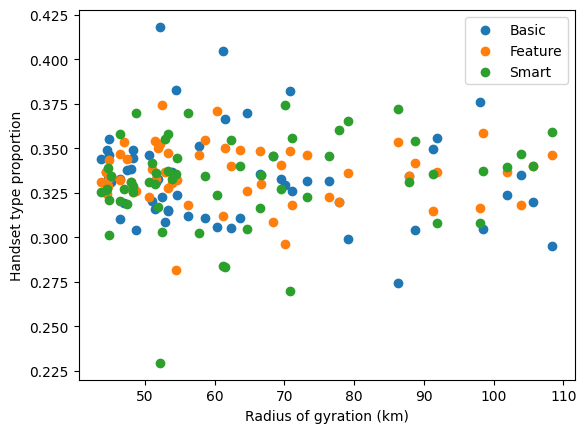 0.425
0.400
0.375
0.350
0.325
0.300
0.275
0.250
0.225
Handset type proportion
Basic
Feature
Smart
50 60 70 80 90 100 110
Radius of gyration (km)